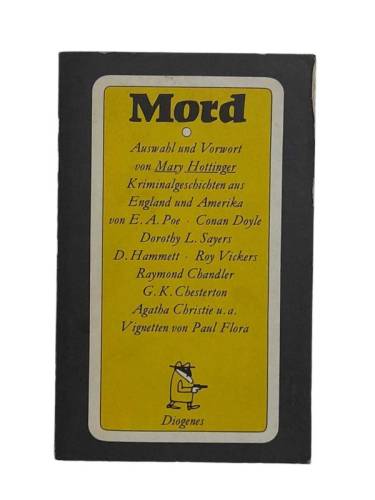 Mord
Auswahl und Vorwort
von Mary Hottinger
Kriminalgeschichten aus
England und Amerika
von E. A. Poe · Conan Doyle
Dorothy L. Sayers
D. Hammett · Roy Vickers
Raymond Chandler
G. K. Chesterton
Agatha Christie u. a.
Vignetten von Paul Flora
Diogenes